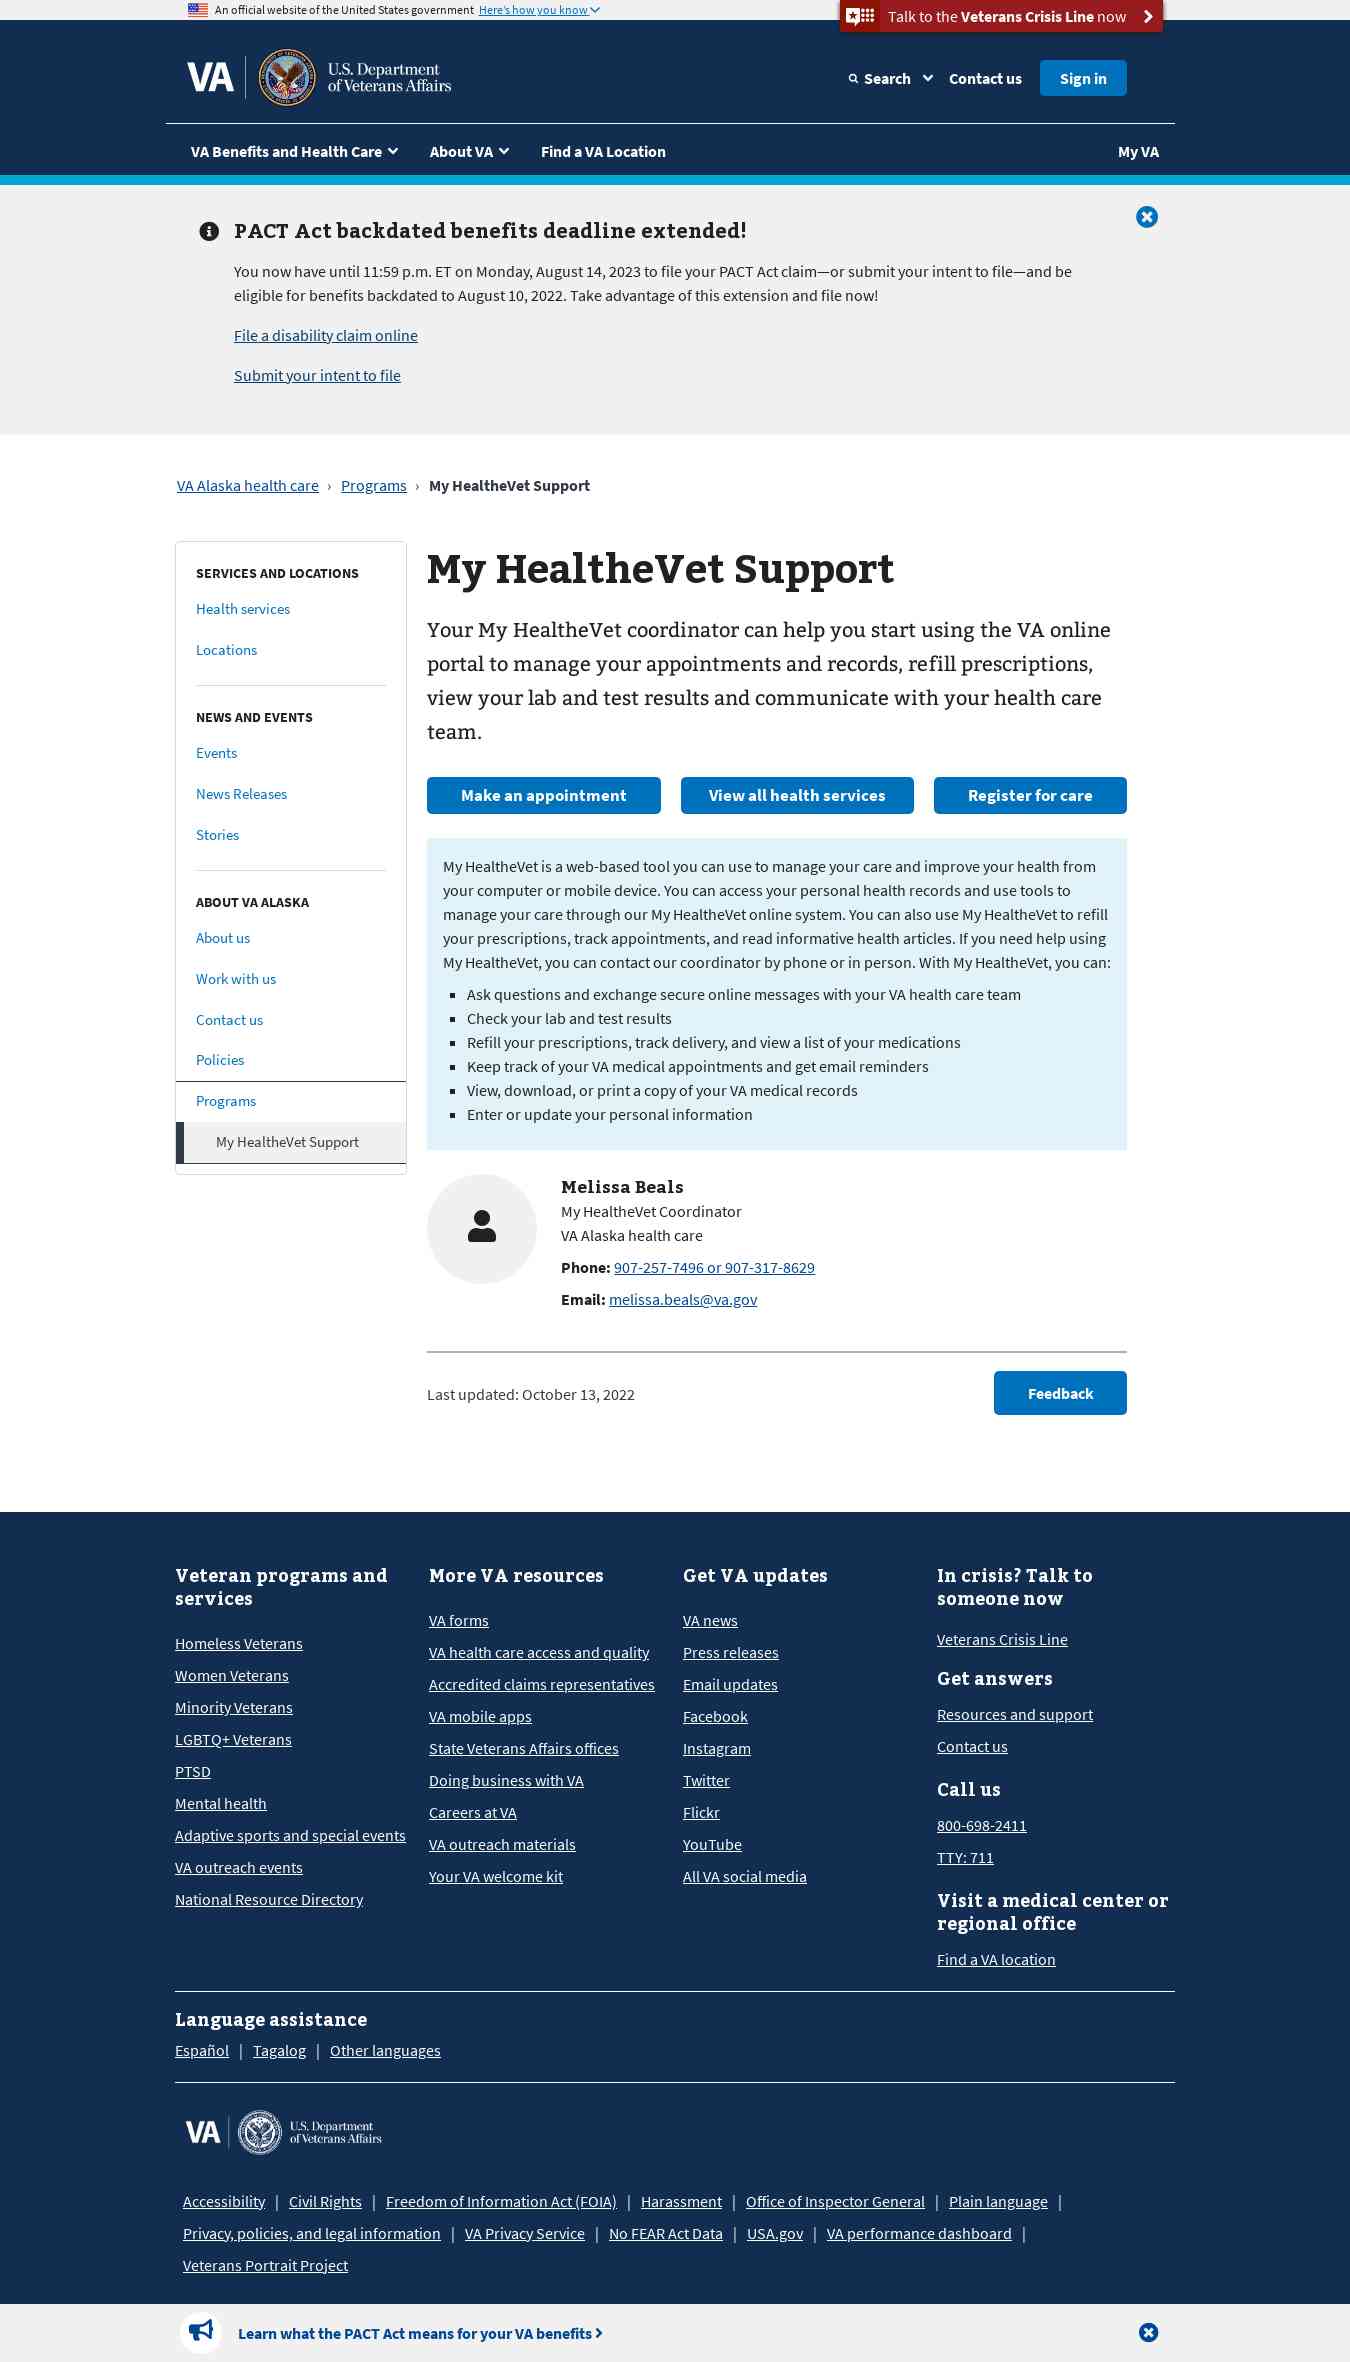 An official website of the United States government Here's how you know
Talk to the Veterans Crisis Line now
VA U.S. Department
of Veterans Affairs
Search Contact us Sign in
VA Benefits and Health Care About VA Find a VA Location My VA
PACT Act backdated benefits deadline extended!
You now have until 11:59 p.m. ET on Monday, August 14, 2023 to file your PACT Act claim—or submit your intent to file—and be
eligible for benefits backdated to August 10, 2022. Take advantage of this extension and file now!
File a disability claim online
Submit your intent to file
VA Alaska health care › Programs › My HealtheVet Support
SERVICES AND LOCATIONS
Health services
Locations
NEWS AND EVENTS
Events
News Releases
Stories
ABOUT VA ALASKA
About us
Work with us
Contact us
Policies
Programs
My HealtheVet Support
My HealtheVet Support
Your My HealtheVet coordinator can help you start using the VA online
portal to manage your appointments and records, refill prescriptions,
view your lab and test results and communicate with your health care
team.
Make an appointment View all health services Register for care
My HealtheVet is a web-based tool you can use to manage your care and improve your health from
your computer or mobile device. You can access your personal health records and use tools to
manage your care through our My HealtheVet online system. You can also use My HealtheVet to refill
your prescriptions, track appointments, and read informative health articles. If you need help using
My HealtheVet, you can contact our coordinator by phone or in person. With My HealtheVet, you can:
Ask questions and exchange secure online messages with your VA health care team
Check your lab and test results
Refill your prescriptions, track delivery, and view a list of your medications
Keep track of your VA medical appointments and get email reminders
View, download, or print a copy of your VA medical records
Enter or update your personal information
Melissa Beals
My HealtheVet Coordinator
VA Alaska health care
Phone: 907-257-7496 or 907-317-8629
Email: melissa.beals@va.gov
Last updated: October 13, 2022
Feedback
Veteran programs and
services
Homeless Veterans
Women Veterans
Minority Veterans
LGBTQ+ Veterans
PTSD
Mental health
Adaptive sports and special events
VA outreach events
National Resource Directory
More VA resources
VA forms
VA health care access and quality
Accredited claims representatives
VA mobile apps
State Veterans Affairs offices
Doing business with VA
Careers at VA
VA outreach materials
Your VA welcome kit
Get VA updates
VA news
Press releases
Email updates
Facebook
Instagram
Twitter
Flickr
YouTube
All VA social media
In crisis? Talk to
someone now
Veterans Crisis Line
Get answers
Resources and support
Contact us
Call us
800-698-2411
TTY: 711
Visit a medical center or
regional office
Find a VA location
Language assistance
Español | Tagalog | Other languages
VA U.S. Department
of Veterans Affairs
Accessibility | Civil Rights | Freedom of Information Act (FOIA) | Harassment | Office of Inspector General | Plain language |
Privacy, policies, and legal information | VA Privacy Service | No FEAR Act Data | USA.gov | VA performance dashboard |
Veterans Portrait Project
Learn what the PACT Act means for your VA benefits